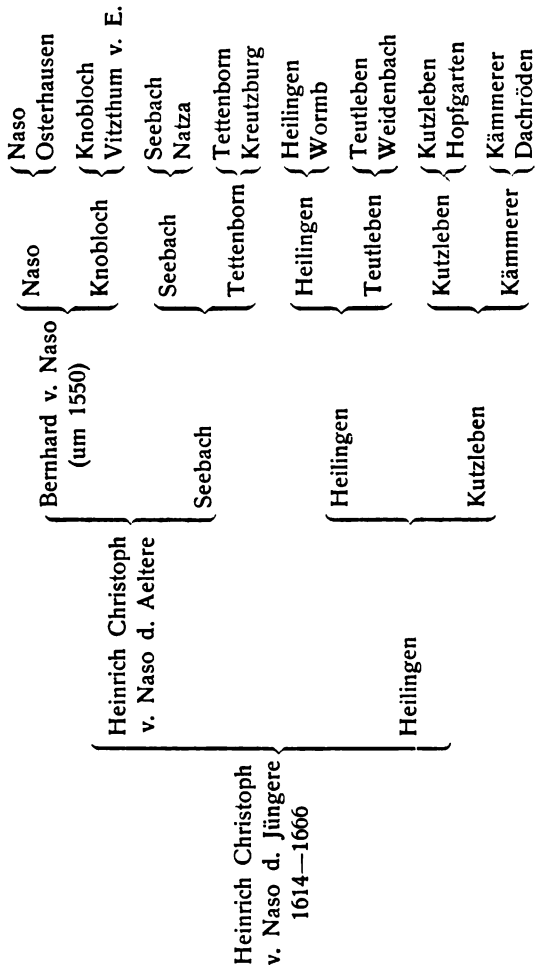 Heinrich Christoph
v. Naso d. Jüngere
1614—1666
Heinrich Christoph
v. Naso d. Aeltere
Heilingen
Bernhard v. Naso
(um 1550)
Seebach
Heilingen
Kutzleben
Naso
Knobloch
Seebach
Tettenborn
Heilingen
Teutleben
Kutzleben
Kämmerer
Naso
Osterhausen
Knobloch
Vitzthum v. E.
Seebach
Natza
Tettenborn
Kreutzburg
Heilingen
Wormb
Teutleben
Weidenbach
Kutzleben
Hopfgarten
Kämmerer
Dachröden